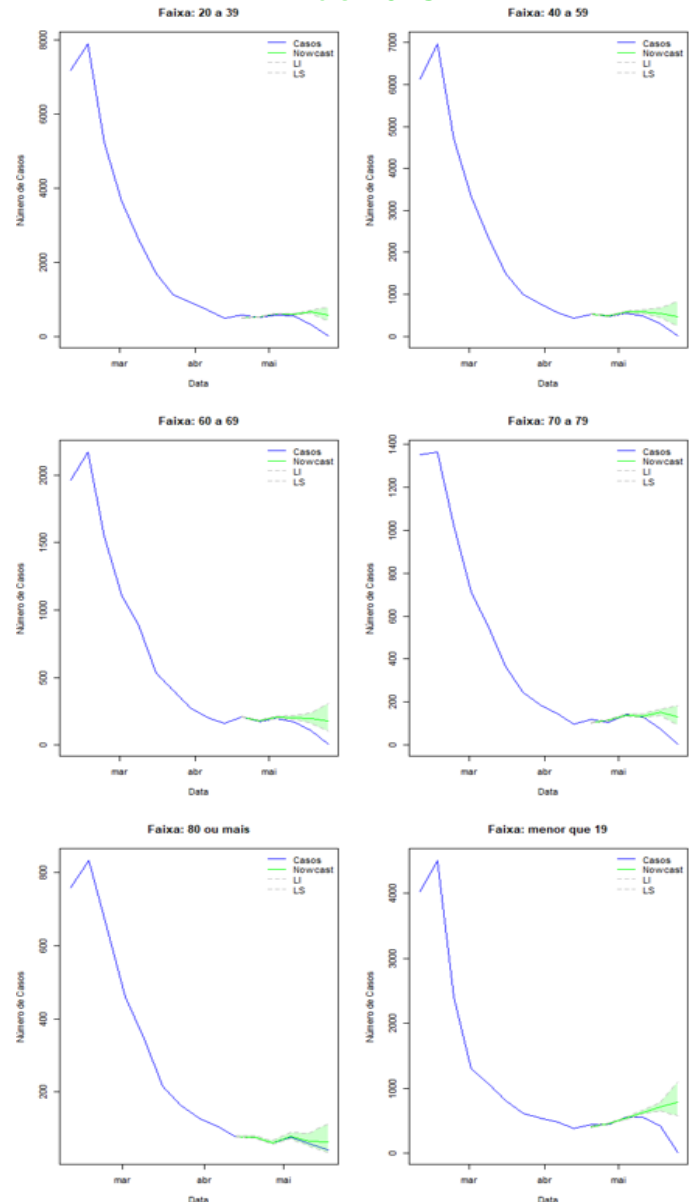 Faixa: 20 a 39
Casos
Nowcast
LI
LS
Número de Casos
0
2000
4000
6000
8000
mar
abr
mai
Data
Faixa: 40 a 59
Casos
Nowcast
LI
LS
Número de Casos
0
1000
2000
3000
4000
5000
6000
7000
mar
abr
mai
Data
Faixa: 60 a 69
Casos
Nowcast
LI
LS
Número de Casos
0
500
1000
1500
2000
mar
abr
mai
Data
Faixa: 70 a 79
Casos
Nowcast
LI
LS
Número de Casos
0
200
400
600
800
1000
1200
1400
mar
abr
mai
Data
Faixa: 80 ou mais
Casos
Nowcast
LI
LS
Número de Casos
200
400
600
800
mar
abr
mai
Data
Faixa: menor que 19
Casos
Nowcast
LI
LS
Número de Casos
0
1000
2000
3000
4000
mar
abr
mai
Data